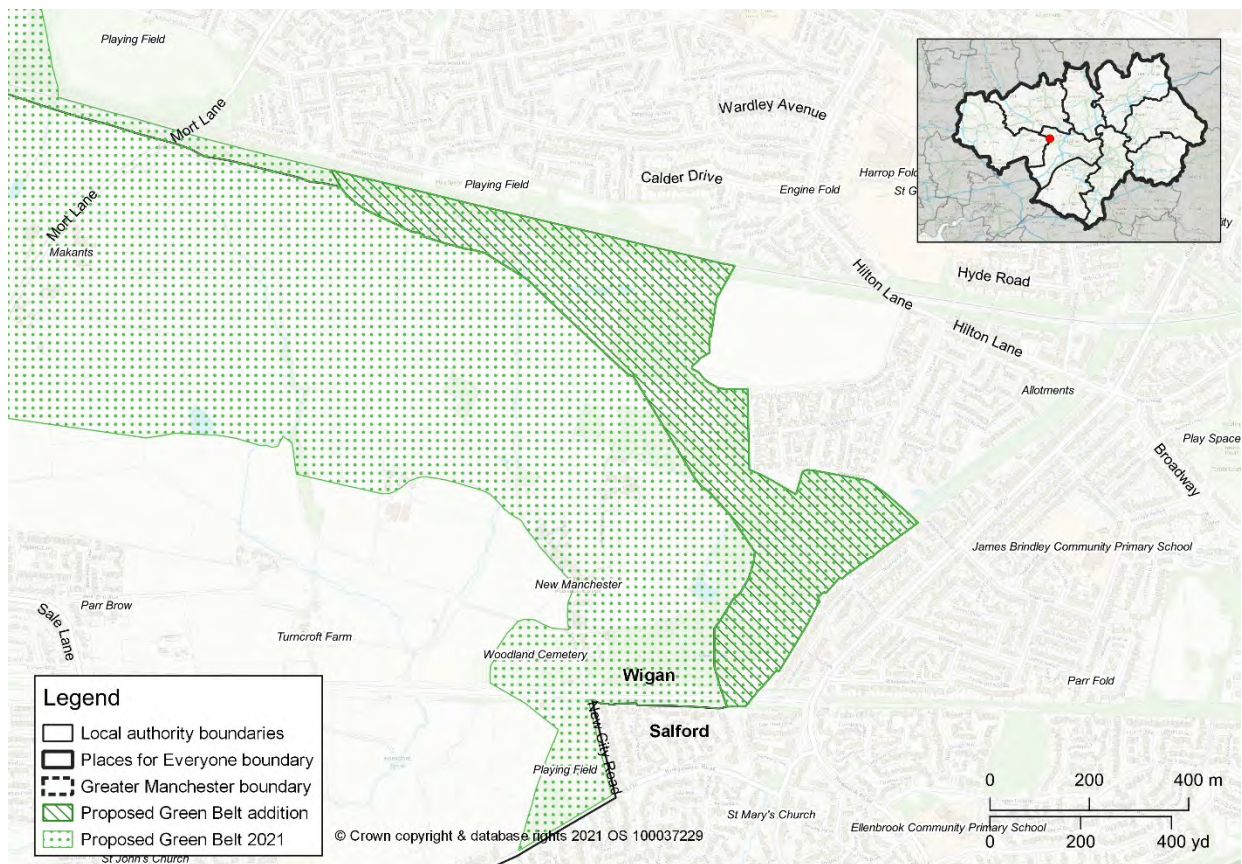 Playing Field
Mort Lane
Wardley Avenue
Calder Drive
Playing Field
Engine Fold
Harrop Fold
St G
Mort Lane
Makants
Hilton Lane
Hyde Road
Hilton Lane
Allotments
Play Space
Broadway
James Brindley Community Primary School
New Manchester
Parr Brow
Sale Lane
Turncroft Farm
Woodland Cemetery
Wigan
Parr Fold
Salford
New City Road
Playing Field
St Mary's Church
Ellenbrook Community Primary School
St John's Church
Legend
Local authority boundaries
Places for Everyone boundary
Greater Manchester boundary
Proposed Green Belt addition
Proposed Green Belt 2021
© Crown copyright & database rights 2021 OS 100037229
0 200 400 m
0 200 400 yd